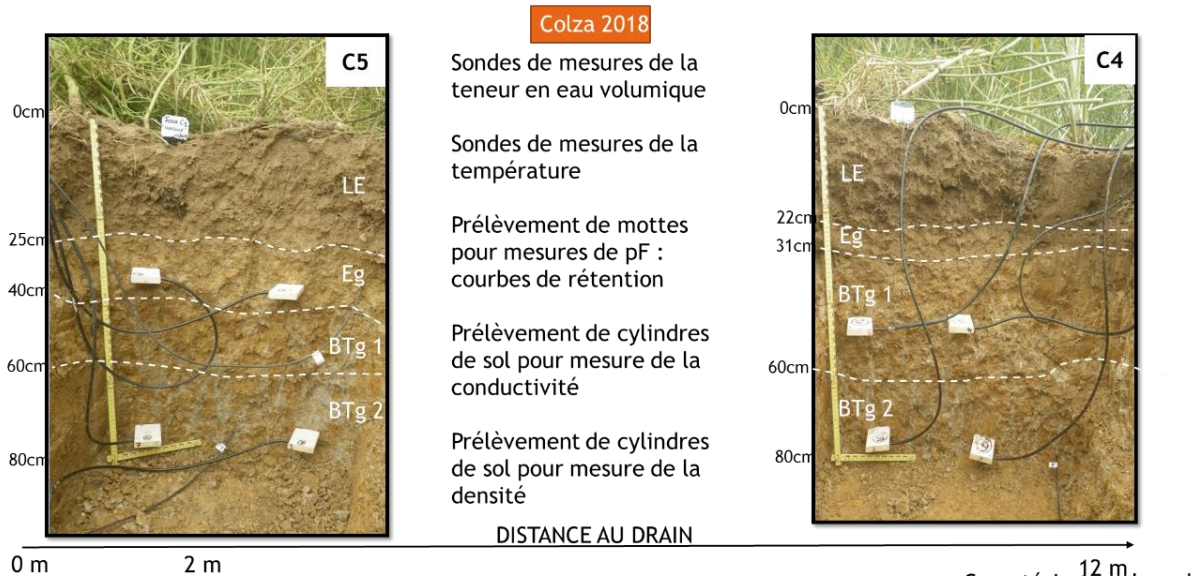 Colza 2018
C5
0cm
25cm
40cm
60cm
80cm
LE
Eg
BTg 1
BTg 2
Sondes de mesures de la
teneur en eau volumique
Sondes de mesures de la
température
Prélèvement de mottes
pour mesures de pF :
courbes de rétention
Prélèvement de cylindres
de sol pour mesure de la
conductivité
Prélèvement de cylindres
de sol pour mesure de la
densité
C4
0cm
22cm
31cm
60cm
80cm
LE
Eg
BTg 1
BTg 2
DISTANCE AU DRAIN
0 m
2 m
12 m